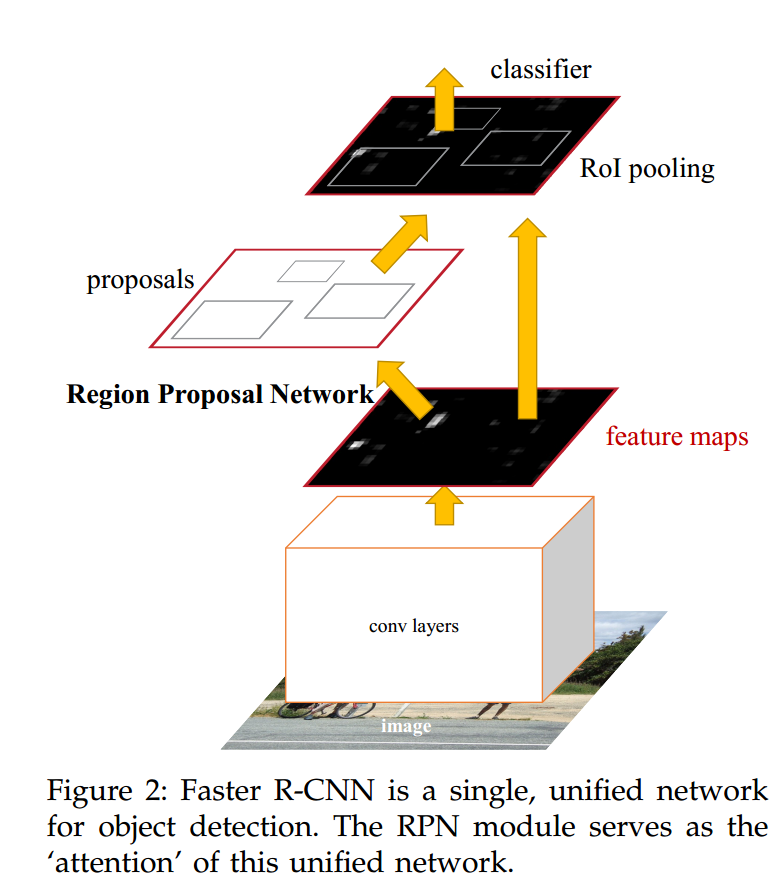 classifier
RoI pooling
proposals
Region Proposal Network
feature maps
conv layers
image
Figure 2: Faster R-CNN is a single, unified network
for object detection. The RPN module serves as the
‘attention’ of this unified network.